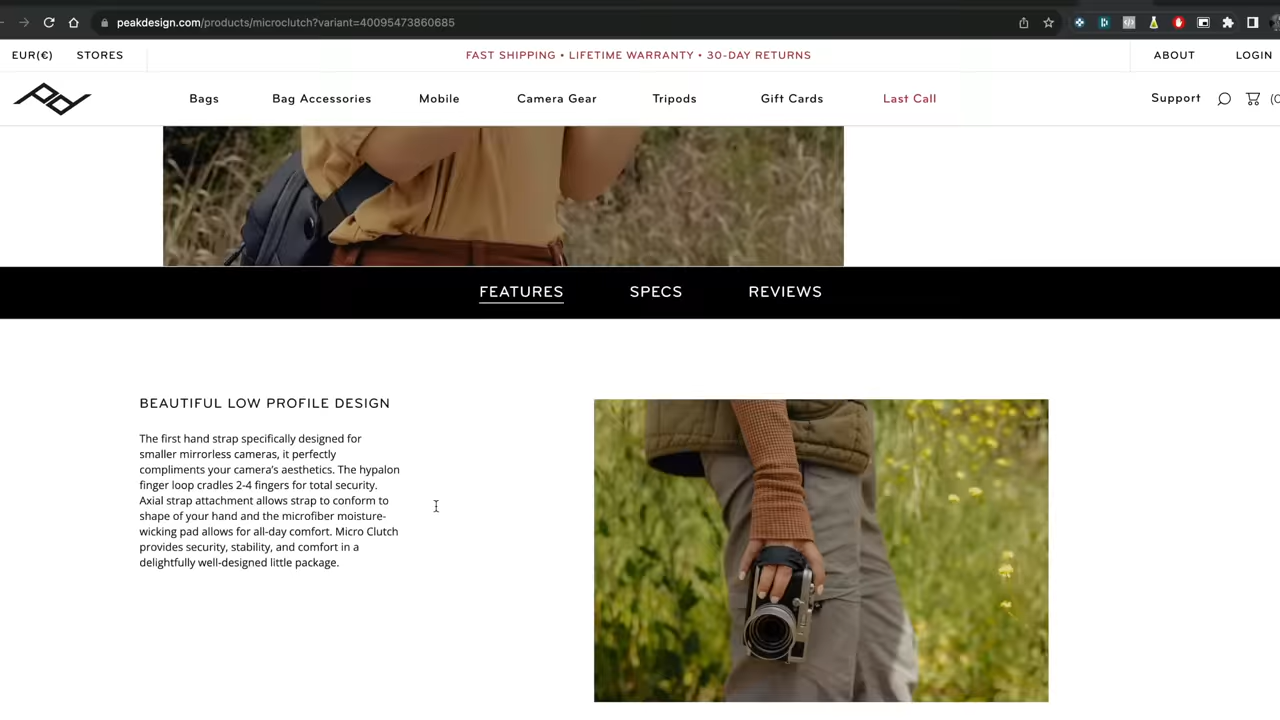 peakdesign.com/products/microclutch?variant=40095473860685
EUR(€) STORES FAST SHIPPING • LIFETIME WARRANTY • 30-DAY RETURNS ABOUT LOGIN
Bags Bag Accessories Mobile Camera Gear Tripods Gift Cards Last Call Support (0
FEATURES SPECS REVIEWS
BEAUTIFUL LOW PROFILE DESIGN
The first hand strap specifically designed for
smaller mirrorless cameras, it perfectly
compliments your camera's aesthetics. The hypalon
finger loop cradles 2-4 fingers for total security.
Axial strap attachment allows strap to conform to
shape of your hand and the microfiber moisture-
wicking pad allows for all-day comfort. Micro Clutch
provides security, stability, and comfort in a
delightfully well-designed little package.